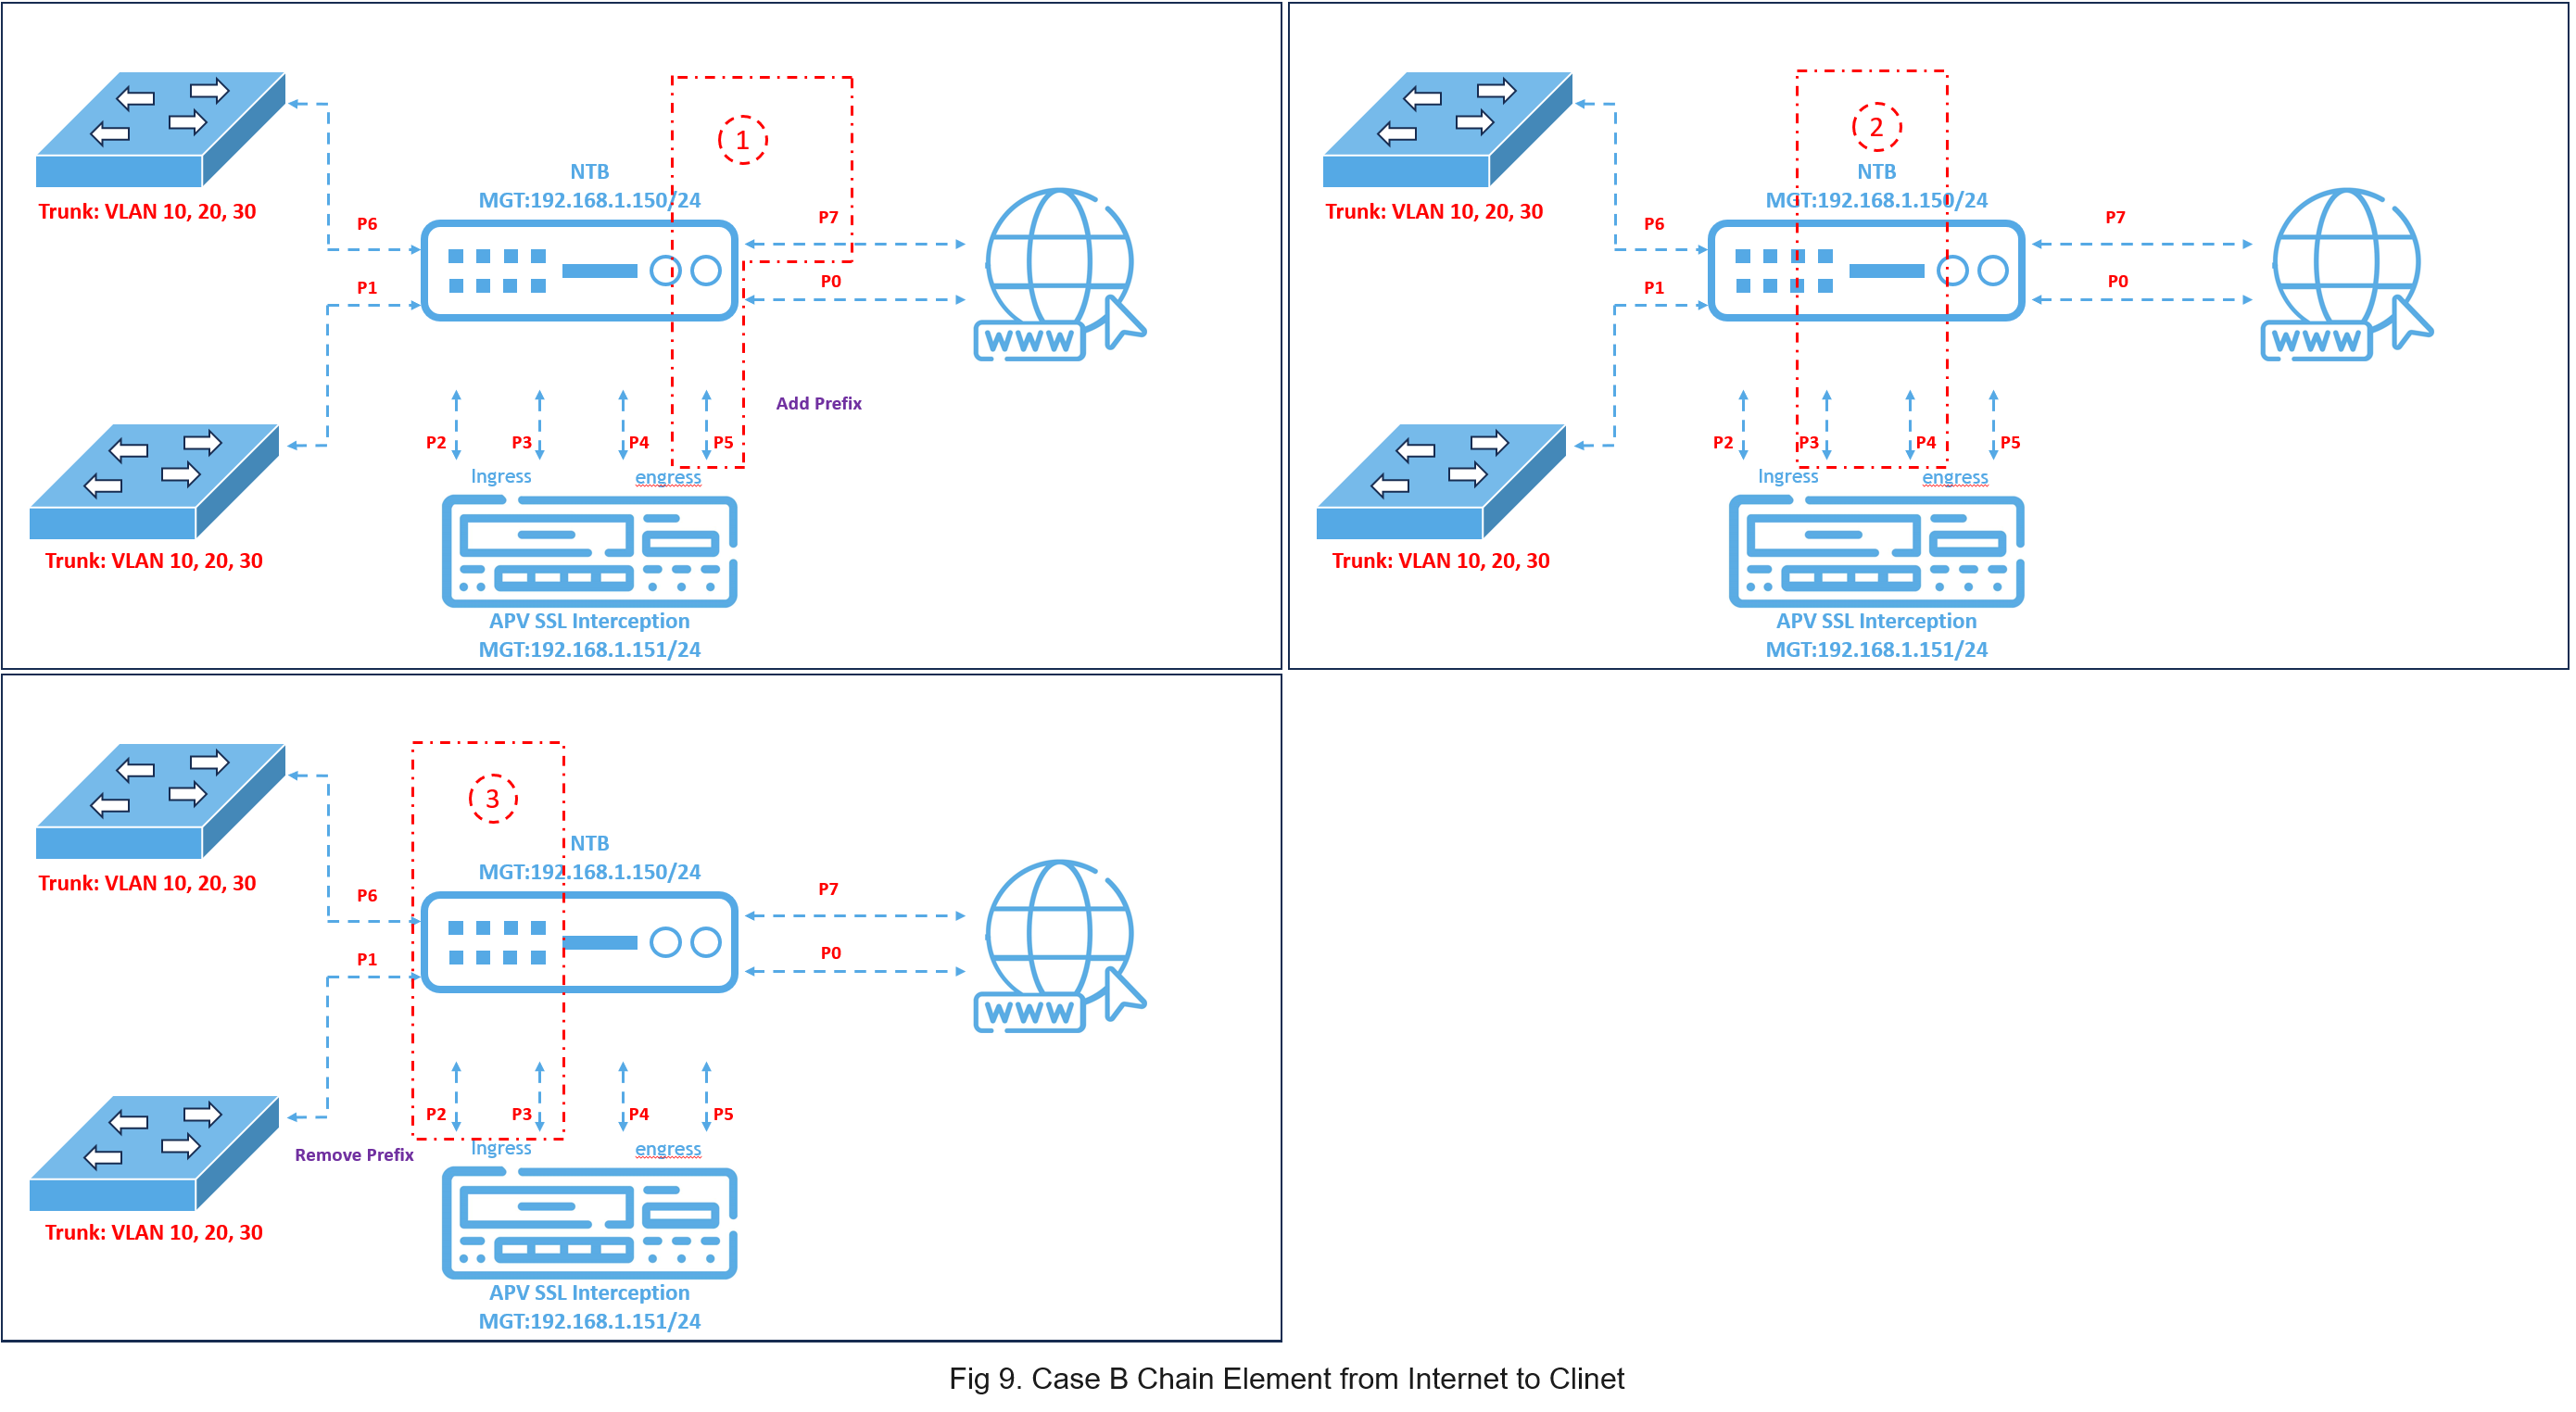 1
NTB
MGT:192.168.1.150/24
Trunk: VLAN 10, 20, 30
P6
P7
P1
P0
WWW
Add Prefix
P2
P3
P4
P5
Ingress
engress
Trunk: VLAN 10, 20, 30
APV SSL Interception
MGT:192.168.1.151/24
2
NTB
MGT:192.168.1.150/24
Trunk: VLAN 10, 20, 30
P6
P7
P1
P0
WWW
P2
P3
P4
P5
Ingress
engress
Trunk: VLAN 10, 20, 30
APV SSL Interception
MGT:192.168.1.151/24
3
NTB
MGT:192.168.1.150/24
Trunk: VLAN 10, 20, 30
P6
P7
P1
P0
WWW
P2
P3
P4
P5
Remove Prefix
Ingress
engress
Trunk: VLAN 10, 20, 30
APV SSL Interception
MGT:192.168.1.151/24
Fig 9. Case B Chain Element from Internet to Clinet